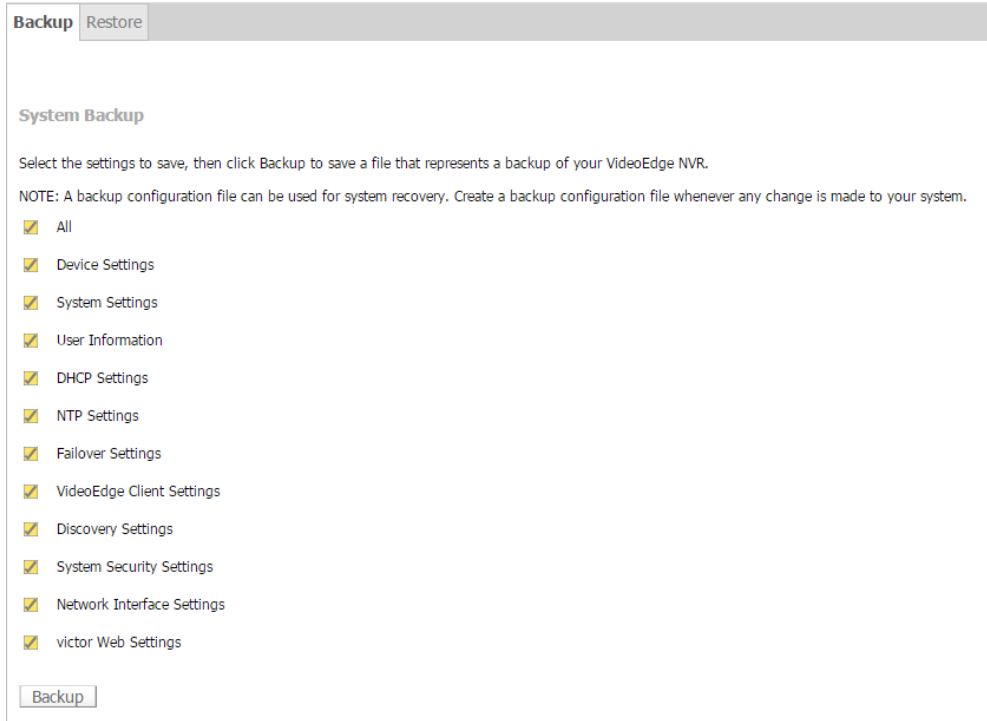 Backup Restore
System Backup
Select the settings to save, then click Backup to save a file that represents a backup of your VideoEdge NVR.
NOTE: A backup configuration file can be used for system recovery. Create a backup configuration file whenever any change is made to your system.
All
Device Settings
System Settings
User Information
DHCP Settings
NTP Settings
Failover Settings
VideoEdge Client Settings
Discovery Settings
System Security Settings
Network Interface Settings
victor Web Settings
Backup